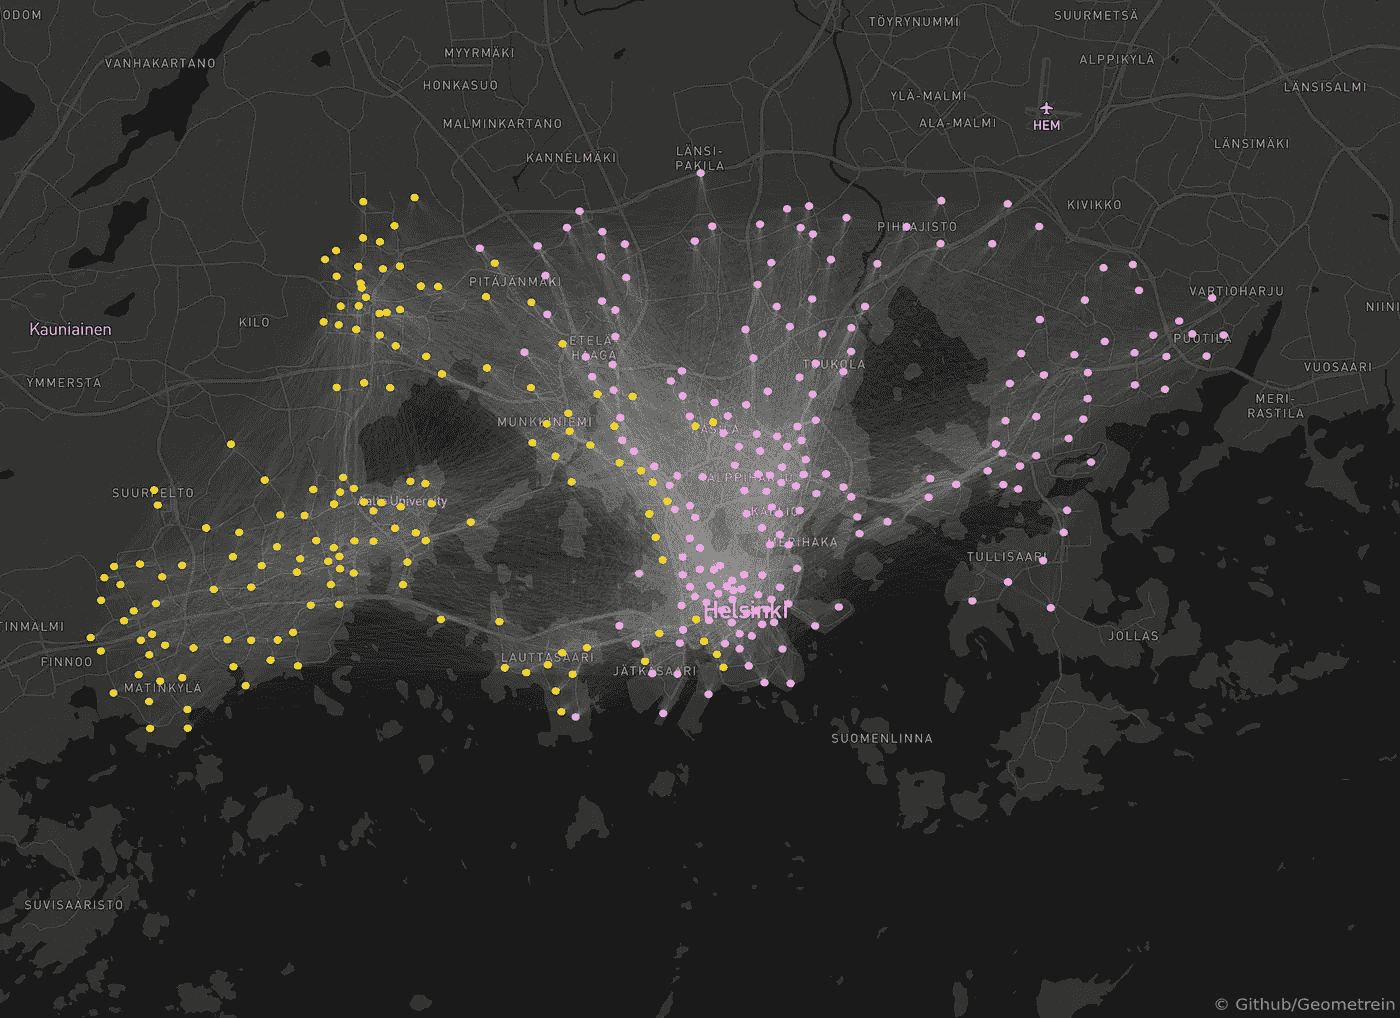 ODOM
SUURMETSÄ
TÖYRYNUMMI
MYYRMÄKI
ALPPIKYLÄ
VANHAKARTANO
HONKASUO
LÄNSISALMI
YLÄ-MALMI
MALMINKARTANO
ALA-MALMI
HEM
LÄNSIMÄKI
KANNELMÄKI
LÄNSI-
PAKILA
KIVIKKO
PIHLAJISTO
PITÄJÄNMÄKI
VARTIOHARJU
NIINI
KILO
Kauniainen
ETELÄ-
HAAGA
PUOTILA
TOUKOLA
VUOSAARI
YMMERSTA
MERI-
RASTILA
MUNKKINIEMI
PASILA
ALPPIHARJU
SUURPELTO
Aalto University
KALLIO
MERIHAKA
TULLISAARI
Helsinki
TINMALMI
JOLLAS
FINNOO
LAUTTASAARI
JÄTKÄSAARI
MATINKYLÄ
SUOMENLINNA
SUVISAARISTO
© Github/Geometrein